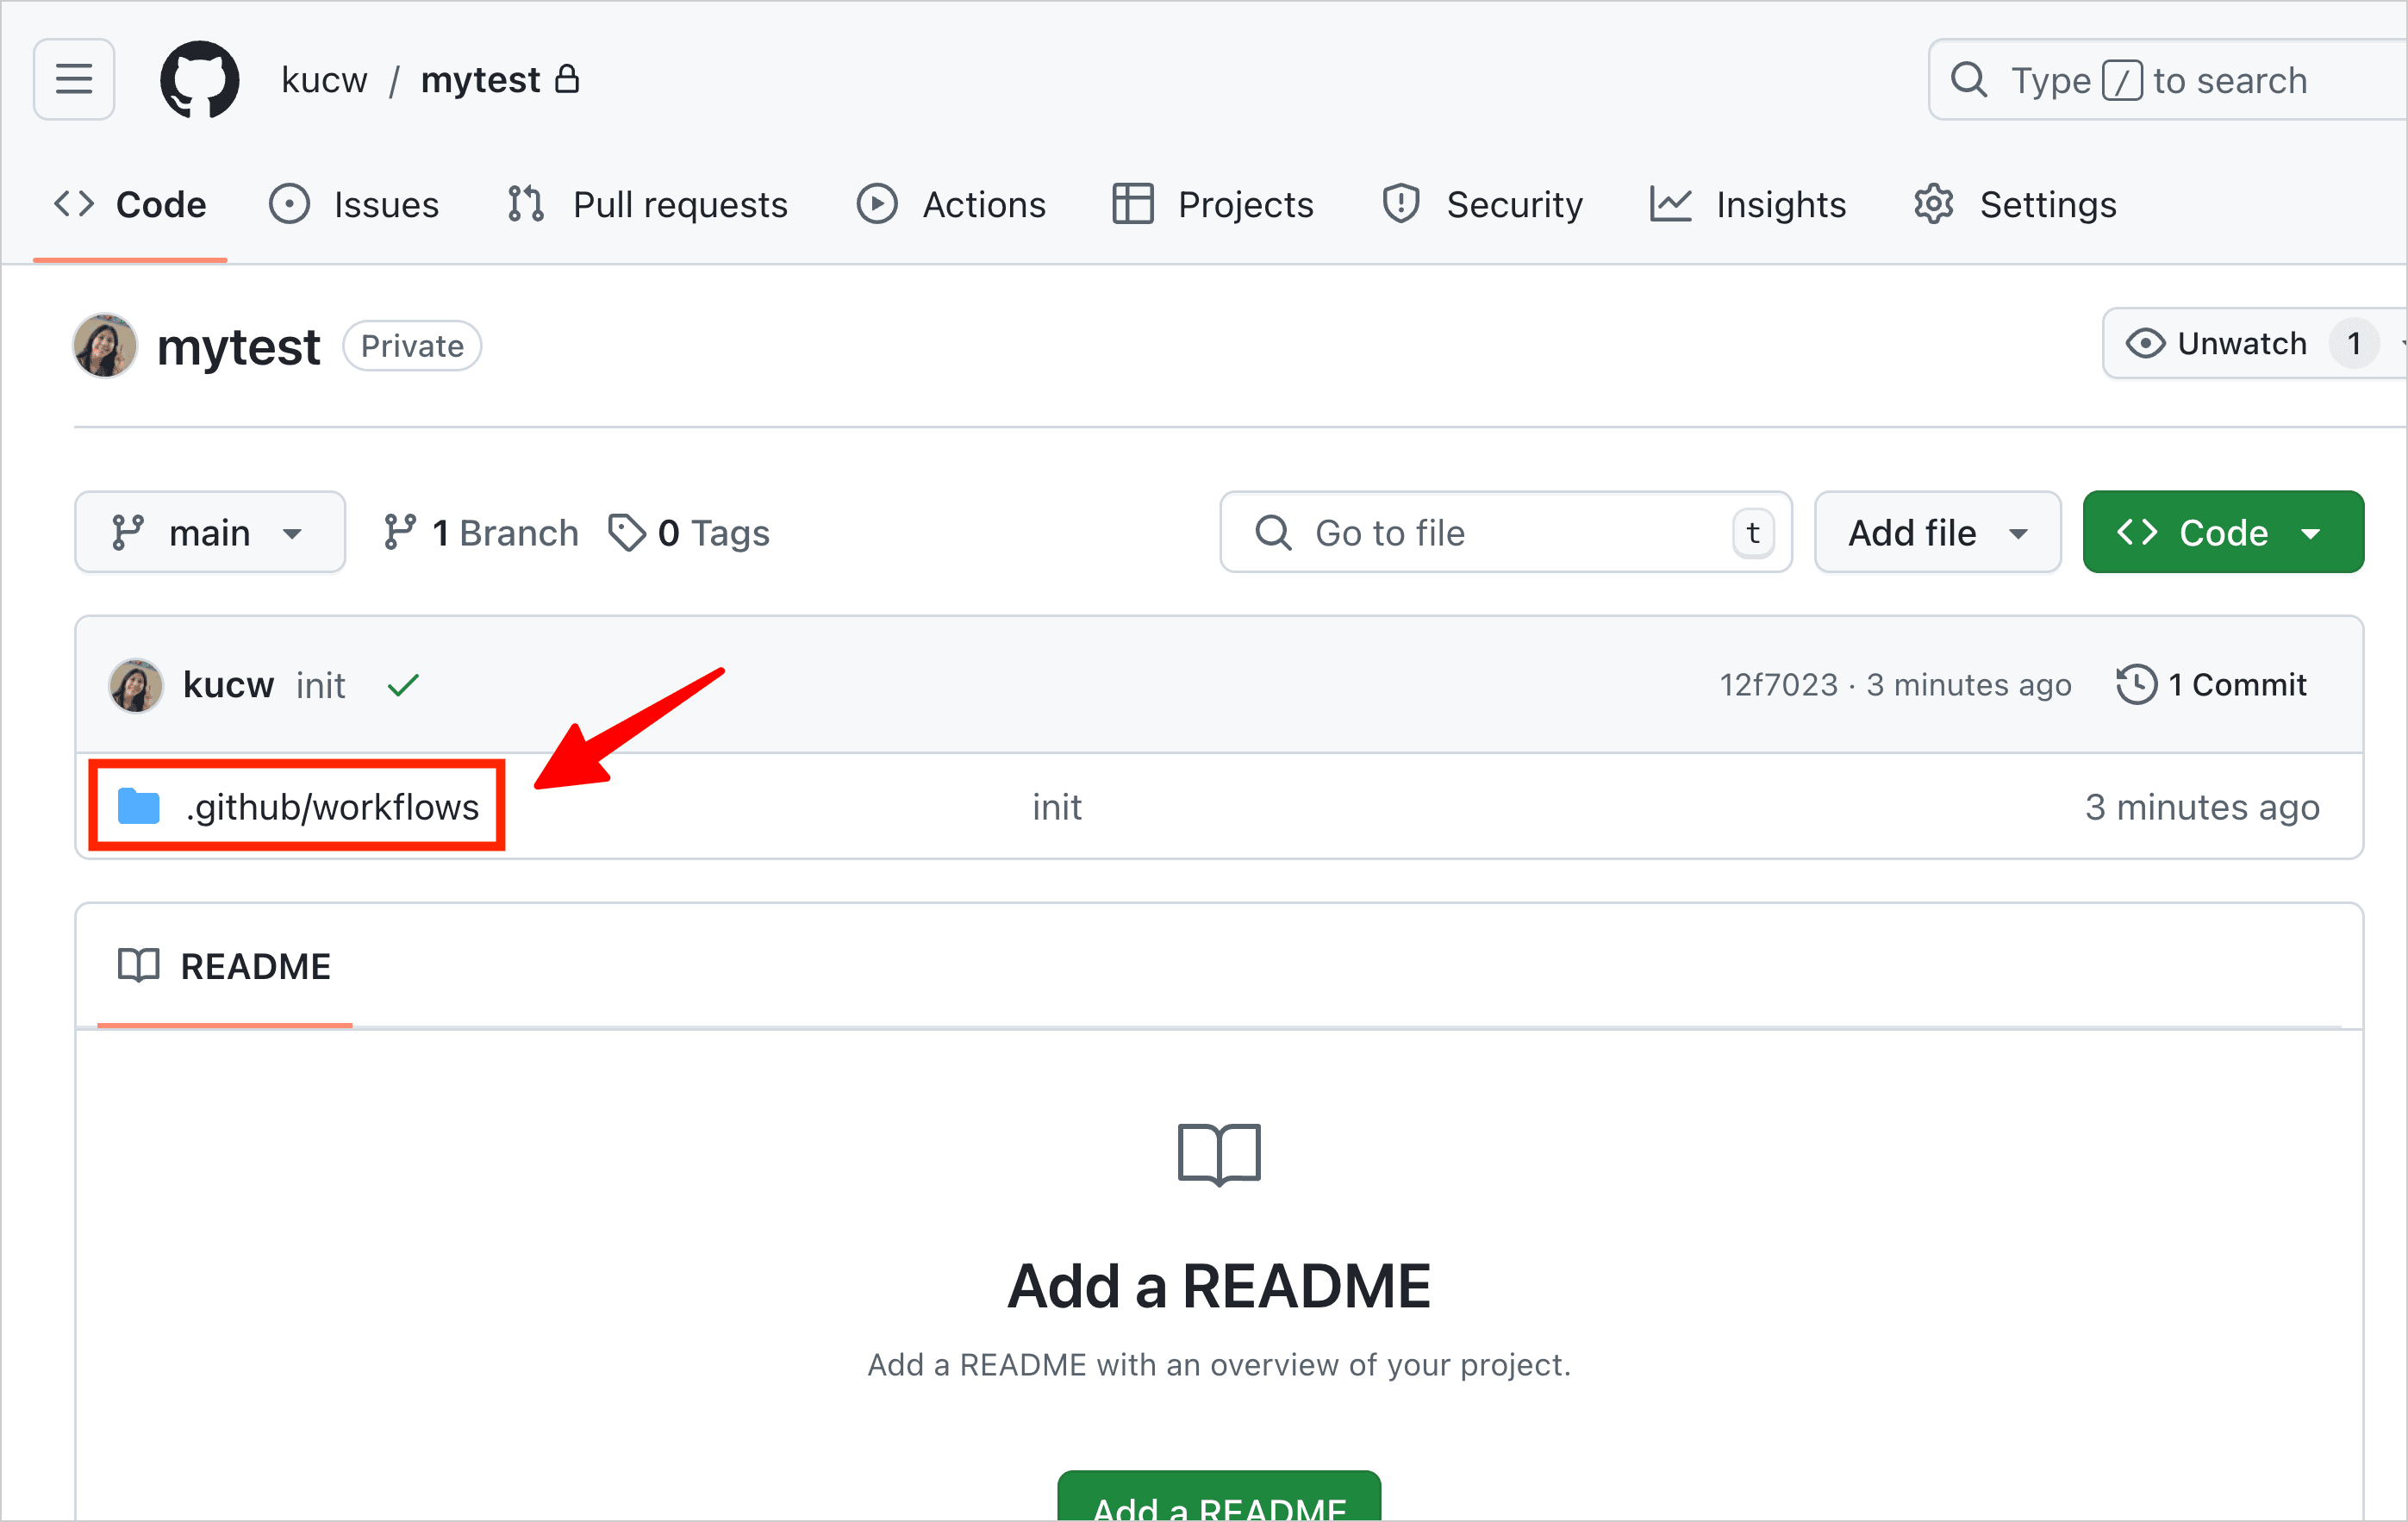 kucw / mytest
Type / to search
Code Issues Pull requests Actions Projects Security Insights Settings
mytest Private
Unwatch 1
main 1 Branch 0 Tags
Go to file t
Add file
Code
kucw init 12f7023 · 3 minutes ago 1 Commit
.github/workflows init 3 minutes ago
README
Add a README
Add a README with an overview of your project.
Add a README